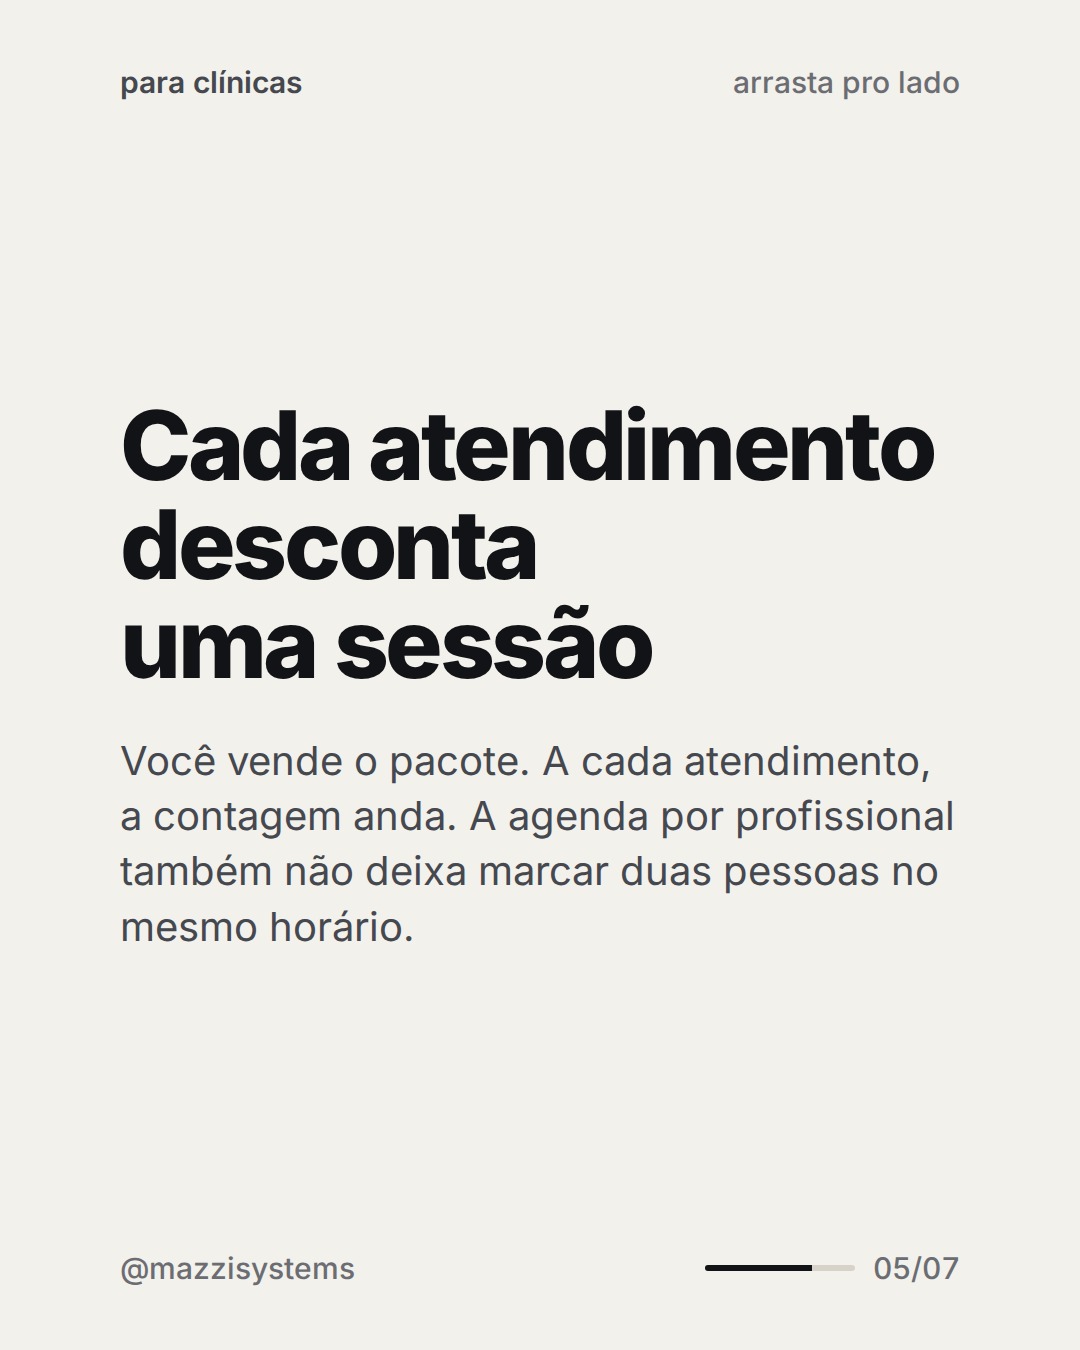 para clínicas
arrasta pro lado
Cada atendimento
desconta
uma sessão
Você vende o pacote. A cada atendimento,
a contagem anda. A agenda por profissional
também não deixa marcar duas pessoas no
mesmo horário.
@mazzisystems
05/07